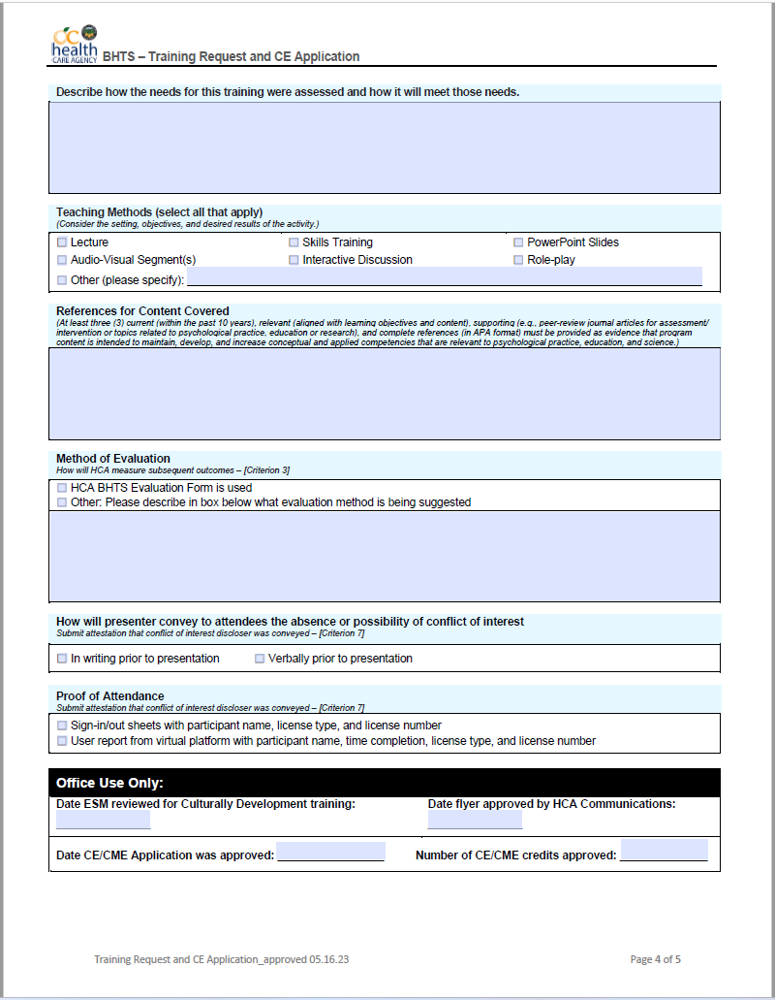 OC
health
CARE AGENCY
BHTS – Training Request and CE Application
Describe how the needs for this training were assessed and how it will meet those needs.
Teaching Methods (select all that apply)
(Consider the setting, objectives, and desired results of the activity.)
Lecture Skills Training PowerPoint Slides
Audio-Visual Segment(s) Interactive Discussion Role-play
Other (please specify):
References for Content Covered
(At least three (3) current (within the past 10 years), relevant (aligned with learning objectives and content), supporting (e.g., peer-review journal articles for assessment/
intervention or topics related to psychological practice, education or research), and complete references (in APA format) must be provided as evidence that program
content is intended to maintain, develop, and increase conceptual and applied competencies that are relevant to psychological practice, education, and science.)
Method of Evaluation
How will HCA measure subsequent outcomes – [Criterion 3]
HCA BHTS Evaluation Form is used
Other: Please describe in box below what evaluation method is being suggested
How will presenter convey to attendees the absence or possibility of conflict of interest
Submit attestation that conflict of interest discloser was conveyed – [Criterion 7]
In writing prior to presentation Verbally prior to presentation
Proof of Attendance
Submit attestation that conflict of interest discloser was conveyed – [Criterion 7]
Sign-in/out sheets with participant name, license type, and license number
User report from virtual platform with participant name, time completion, license type, and license number
Office Use Only:
Date ESM reviewed for Culturally Development training: Date flyer approved by HCA Communications:
Date CE/CME Application was approved: Number of CE/CME credits approved:
Training Request and CE Application_approved 05.16.23 Page 4 of 5